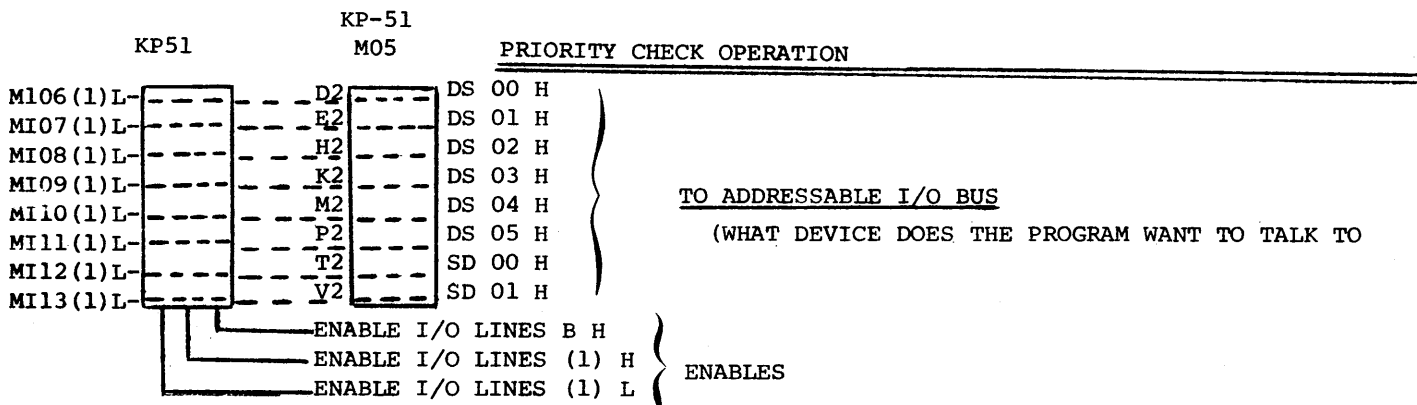 KP-51
KP51 M05 PRIORITY CHECK OPERATION
M106(1)L- D2 DS 00 H
MI07(1)L- E2 DS 01 H
MI08(1)L- H2 DS 02 H
MI09(1)L- K2 DS 03 H
MI10(1)L- M2 DS 04 H
MI11(1)L- P2 DS 05 H
MI12(1)L- T2 SD 00 H
MI13(1)L- V2 SD 01 H
TO ADDRESSABLE I/O BUS
(WHAT DEVICE DOES THE PROGRAM WANT TO TALK TO
ENABLE I/O LINES B H
ENABLE I/O LINES (1) H
ENABLE I/O LINES (1) L
ENABLES